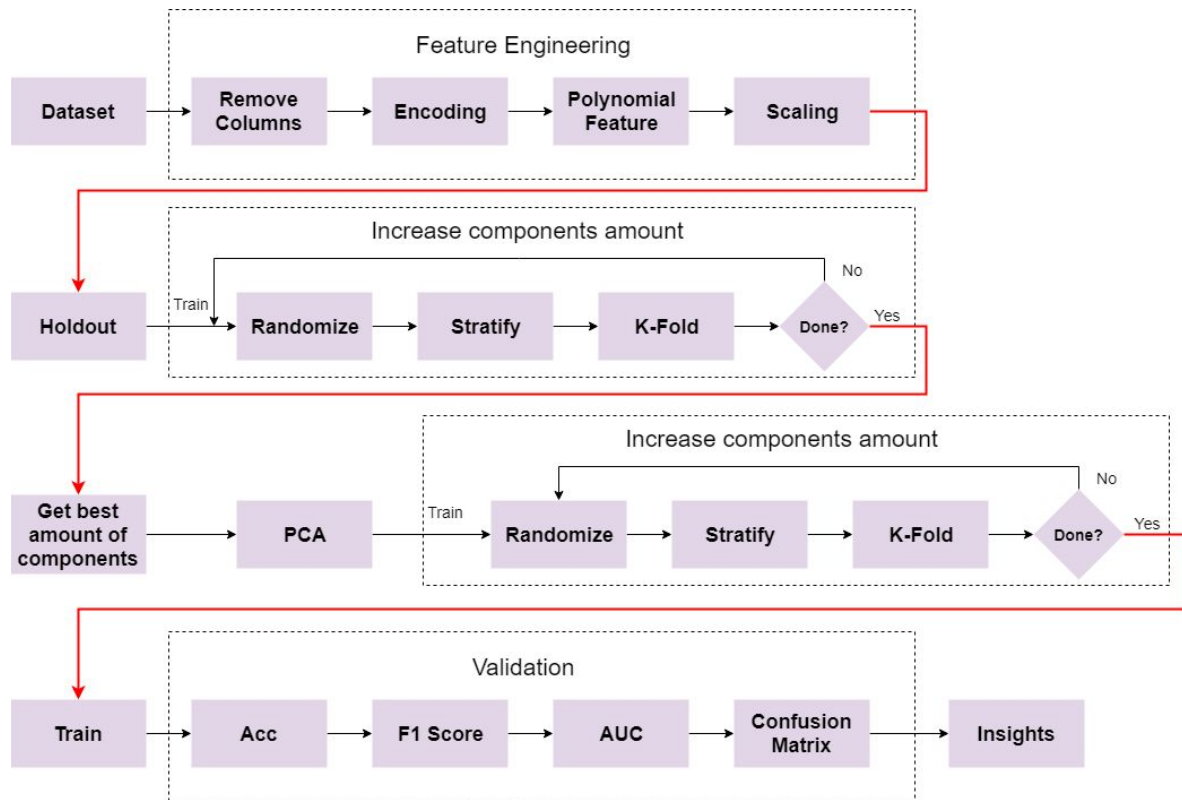 Feature Engineering
Dataset
Remove
Columns
Encoding
Polynomial
Feature
Scaling
Increase components amount
No
Holdout
Train
Randomize
Stratify
K-Fold
Done?
Yes
Increase components amount
No
Get best
amount of
components
PCA
Train
Randomize
Stratify
K-Fold
Done?
Yes
Validation
Train
Acc
F1 Score
AUC
Confusion
Matrix
Insights